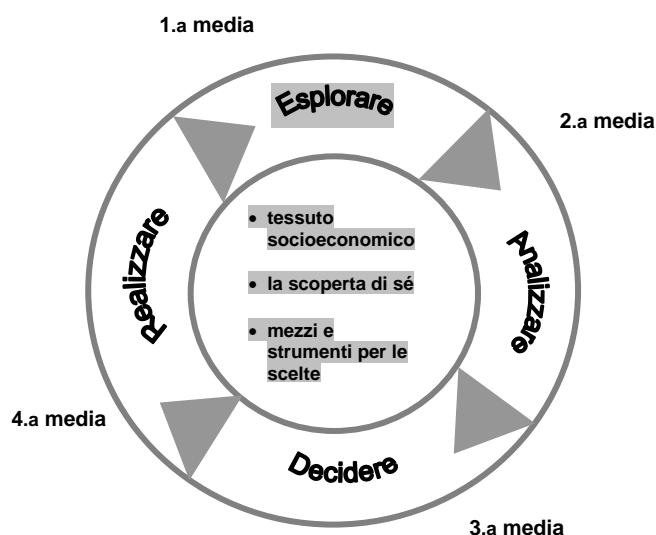 1.a media
Esplorare
2.a media
• tessuto
socioeconomico
• la scoperta di sé
• mezzi e
strumenti per le
scelte
Realizzare
Analizzare
4.a media
Decidere
3.a media